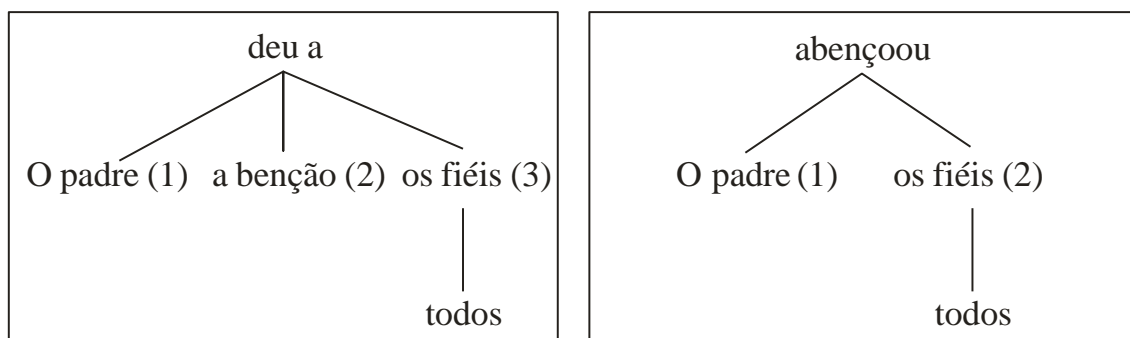 deu a
O padre (1) a benção (2) os fiéis (3)
todos
abençoou
O padre (1) os fiéis (2)
todos